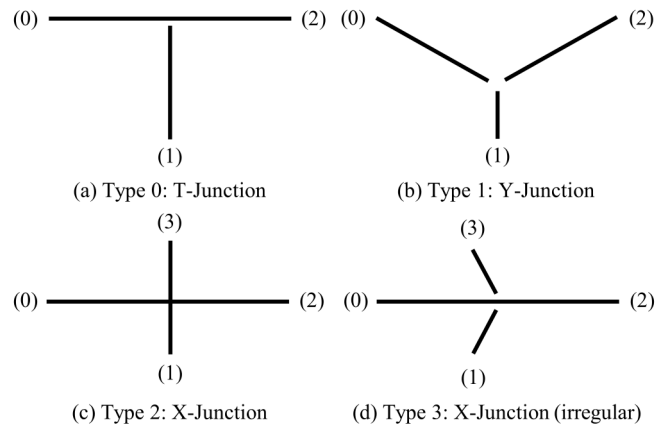 (0) (2) (0) (2)
(1) (1)
(a) Type 0: T-Junction (b) Type 1: Y-Junction
(3) (3)
(0) (2) (0) (2)
(1) (1)
(c) Type 2: X-Junction (d) Type 3: X-Junction (irregular)